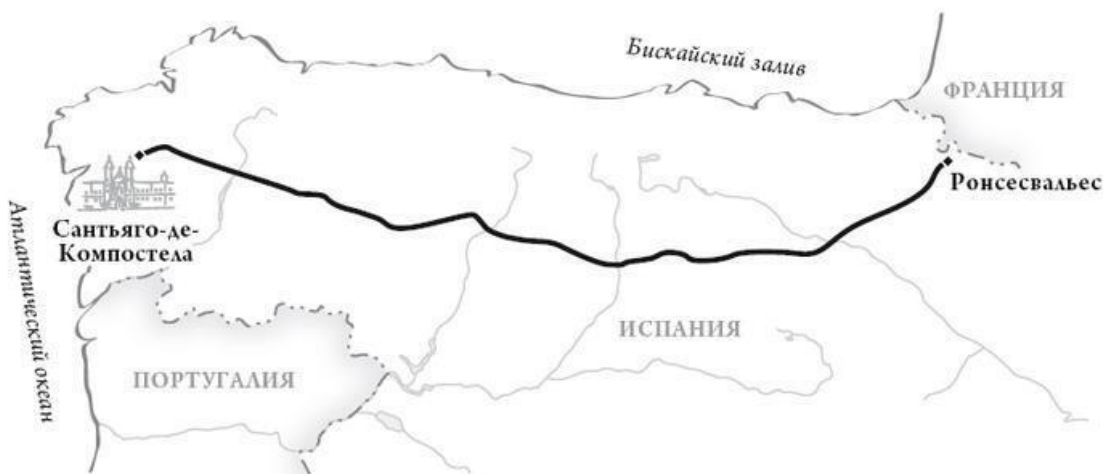 Бискайский залив
ФРАНЦИЯ
Ронсесвальес
Сантьяго-де-
Компостела
Атлантический океан
ИСПАНИЯ
ПОРТУГАЛИЯ